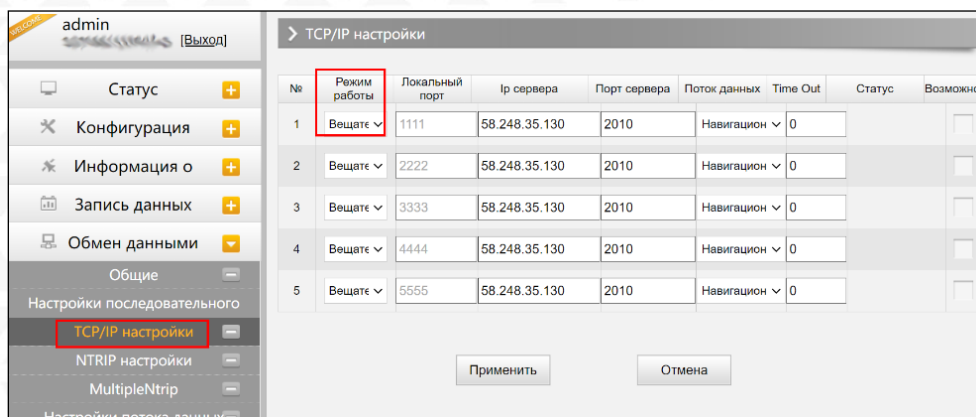 WELCOME
admin
[Выход]
Статус
Конфигурация
Информация о
Запись данных
Обмен данными
Общие
Настройки последовательного
TCP/IP настройки
NTRIP настройки
MultipleNtrip
Настройки потока данных
TCP/IP настройки
№ Режим работы Локальный порт Ip сервера Порт сервера Поток данных Time Out Статус Возможно
1 Вещате 1111 58.248.35.130 2010 Навигацион 0
2 Вещате 2222 58.248.35.130 2010 Навигацион 0
3 Вещате 3333 58.248.35.130 2010 Навигацион 0
4 Вещате 4444 58.248.35.130 2010 Навигацион 0
5 Вещате 5555 58.248.35.130 2010 Навигацион 0
Применить Отмена